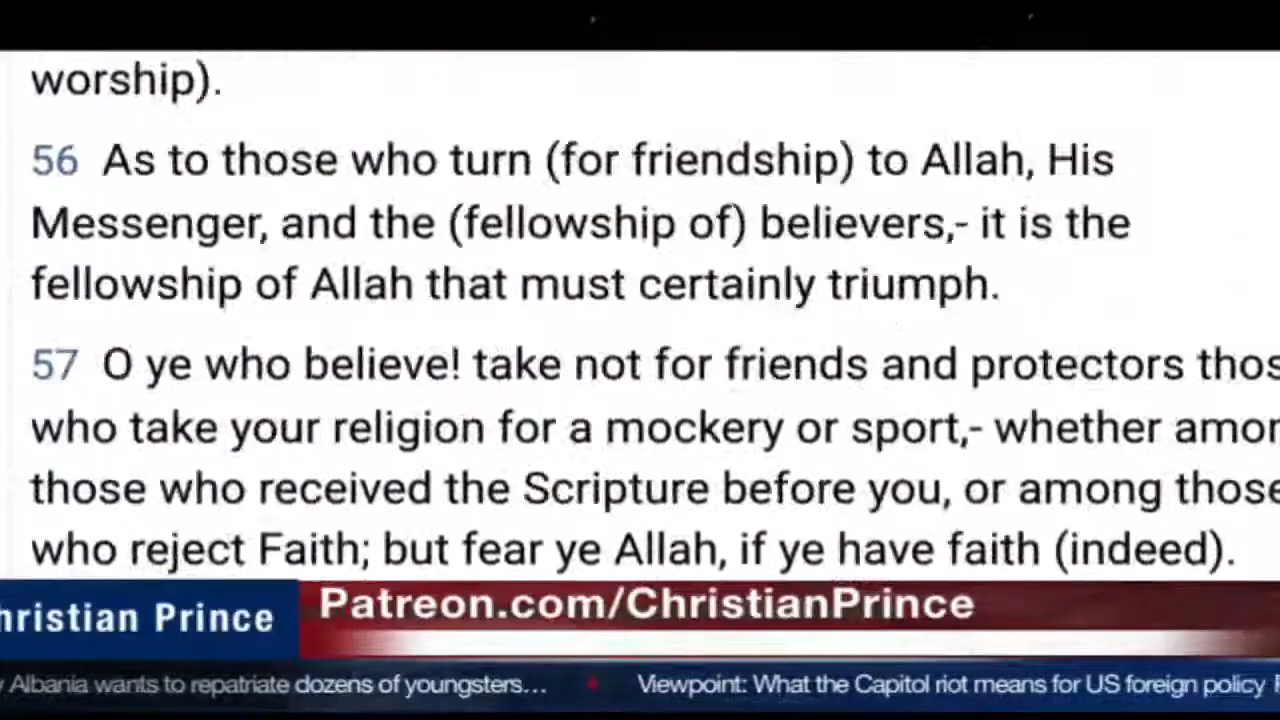 worship).
56 As to those who turn (for friendship) to Allah, His
Messenger, and the (fellowship of) believers,- it is the
fellowship of Allah that must certainly triumph.
57 O ye who believe! take not for friends and protectors thos
who take your religion for a mockery or sport,- whether amon
those who received the Scripture before you, or among those
who reject Faith; but fear ye Allah, if ye have faith (indeed).
hristian Prince
Patreon.com/ChristianPrince
Albania wants to repatriate dozens of youngsters... • Viewpoint: What the Capitol riot means for US foreign policy